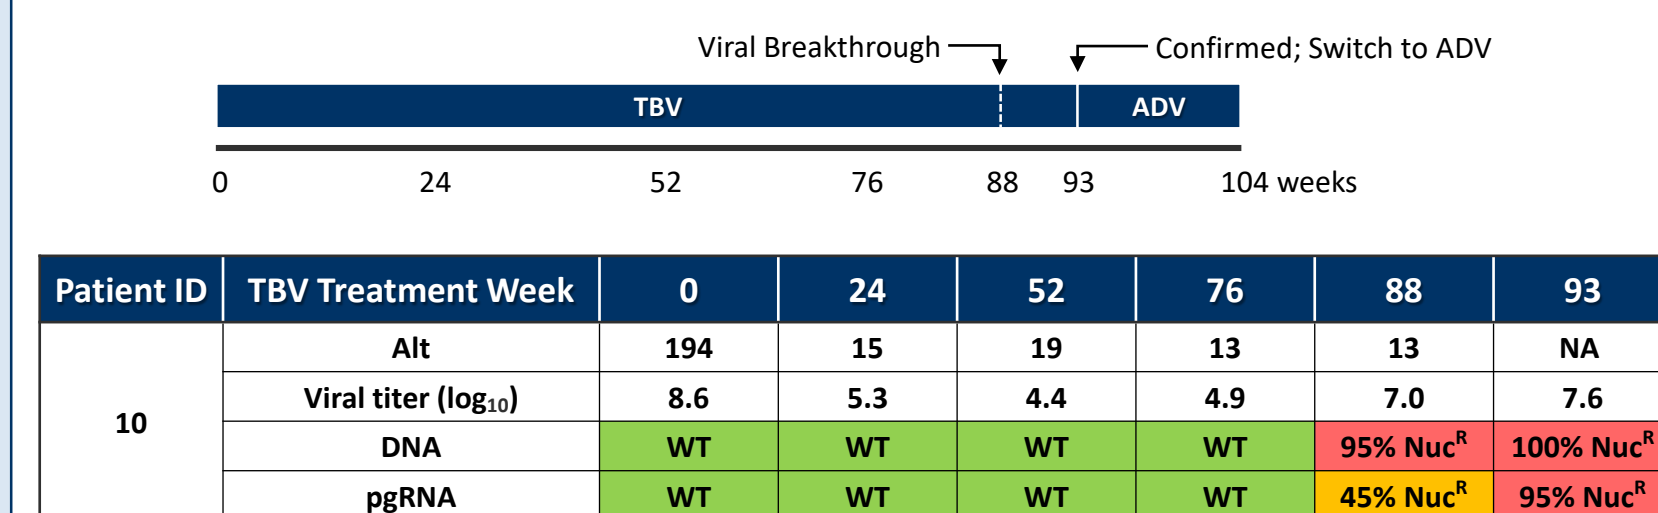 Viral Breakthrough Confirmed; Switch to ADV
TBV ADV
0 24 52 76 88 93 104 weeks
Patient ID TBV Treatment Week 0 24 52 76 88 93
Alt 194 15 19 13 13 NA
Viral titer (log₁₀) 8.6 5.3 4.4 4.9 7.0 7.6
10
DNA WT WT WT WT 95% Nucᴿ 100% Nucᴿ
pgRNA WT WT WT WT 45% Nucᴿ 95% Nucᴿ